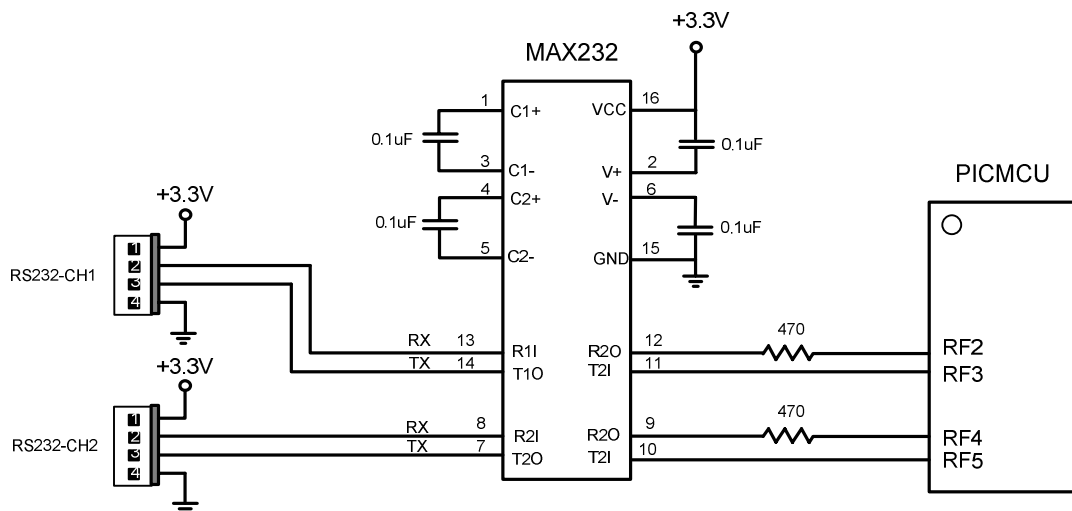 +3.3V
MAX232
1 C1+ VCC 16
0.1uF 0.1uF
3 C1- V+ 2
4 C2+ V- 6
0.1uF 0.1uF
5 C2- GND 15
PICMCU
+3.3V
RS232-CH1
1
2
3
4
RX 13 R1I R2O 12 470 RF2
TX 14 T1O T2I 11 RF3
+3.3V
RS232-CH2
1
2
3
4
RX 8 R2I R2O 9 470 RF4
TX 7 T2O T2I 10 RF5